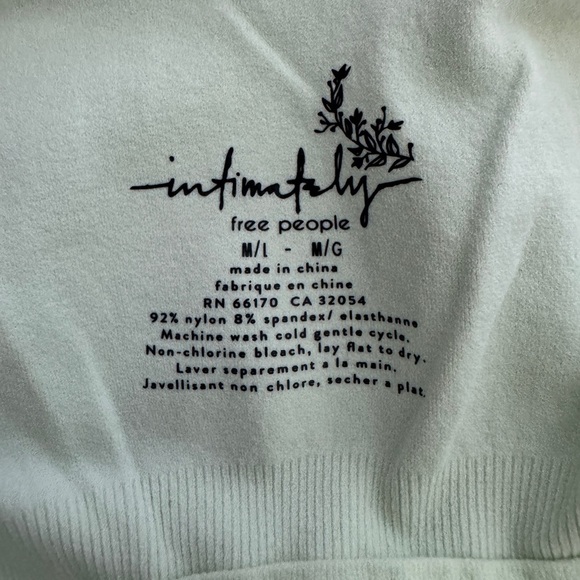 intimately
free people
M/L - M/G
made in china
fabrique en chine
RN 66170 CA 32054
92% nylon 8% spandex/ elasthanne
Machine wash cold gentle cycle.
Non-chlorine bleach, lay flat to dry.
Laver separement a la main.
Javellisant non chlore, secher a plat.